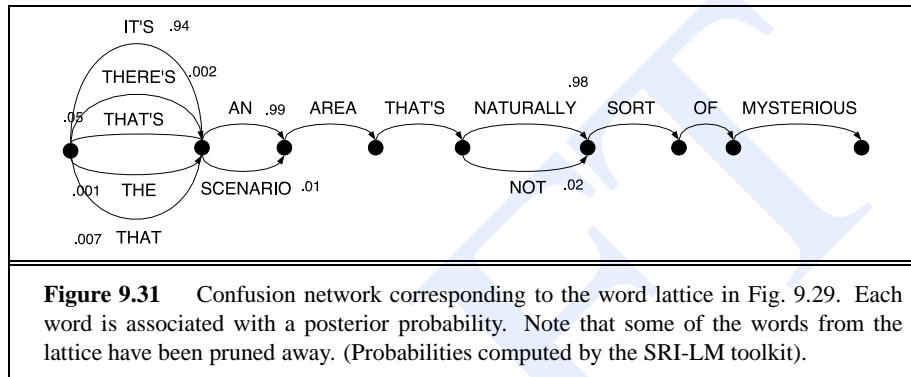 IT'S .94
THERE'S .002
.98
.05 THAT'S AN .99 AREA THAT'S NATURALLY SORT OF MYSTERIOUS
.001 THE SCENARIO .01 NOT .02
.007 THAT
Figure 9.31 Confusion network corresponding to the word lattice in Fig. 9.29. Each
word is associated with a posterior probability. Note that some of the words from the
lattice have been pruned away. (Probabilities computed by the SRI-LM toolkit).